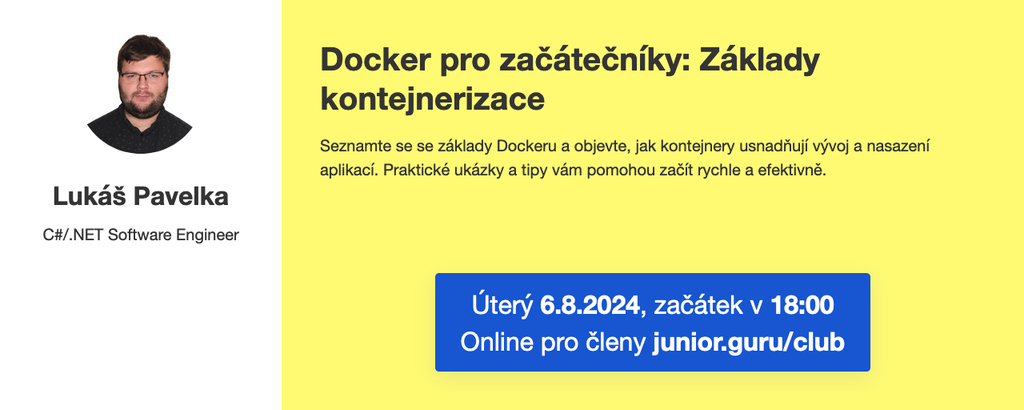 Lukáš Pavelka
C#/.NET Software Engineer
Docker pro začátečníky: Základy
kontejnerizace
Seznamte se se základy Dockeru a objevte, jak kontejnery usnadňují vývoj a nasazení
aplikací. Praktické ukázky a tipy vám pomohou začít rychle a efektivně.
Úterý 6.8.2024, začátek v 18:00
Online pro členy junior.guru/club